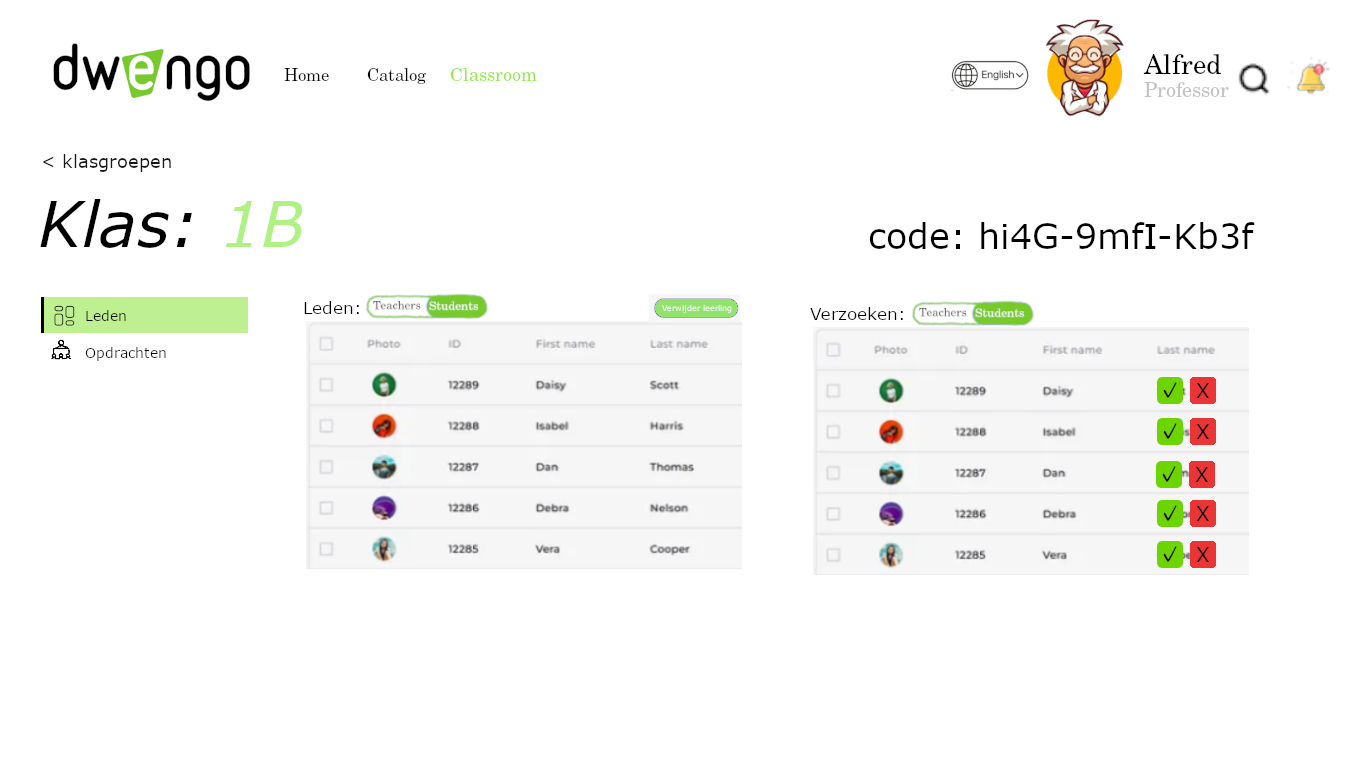 dwengo
Home Catalog Classroom
English
Alfred
Professor
< klasgroepen
Klas: 1B
code: hi4G-9mfI-Kb3f
Leden
Opdrachten
Leden: Teachers Students
Verwijder leerling
Photo ID First name Last name
12289 Daisy Scott
12288 Isabel Harris
12287 Dan Thomas
12286 Debra Nelson
12285 Vera Cooper
Verzoeken: Teachers Students
Photo ID First name Last name
12289 Daisy ✓ X
12288 Isabel ✓ X
12287 Dan ✓ X
12286 Debra ✓ X
12285 Vera ✓ X